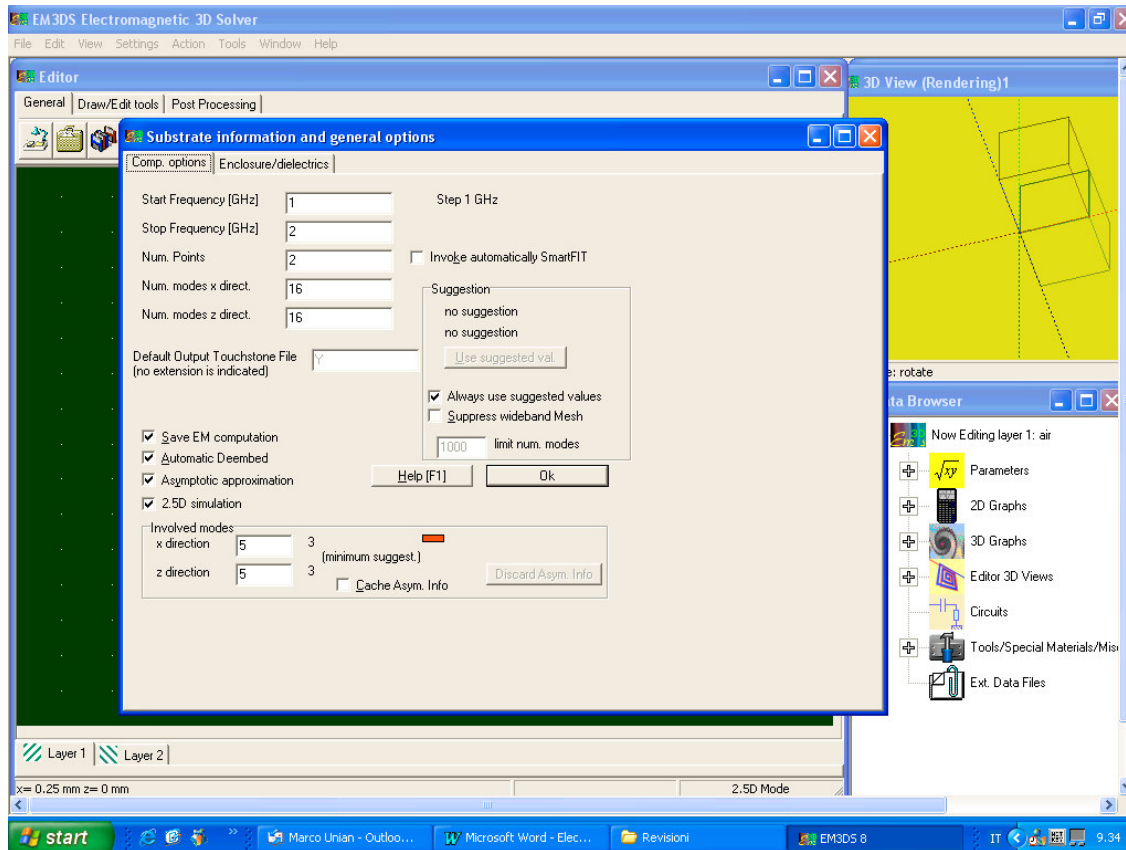 EM3DS Electromagnetic 3D Solver
File Edit View Settings Action Tools Window Help
Editor
General Draw/Edit tools Post Processing
3D View (Rendering)1
Substrate information and general options
Comp. options Enclosure/dielectrics
Start Frequency [GHz] 1 Step 1 GHz
Stop Frequency [GHz] 2
Num. Points 2 Invoke automatically SmartFIT
Num. modes x direct. 16
Num. modes z direct. 16
Suggestion
no suggestion
no suggestion
Use suggested val.
Default Output Touchstone File Y
(no extension is indicated)
Always use suggested values
Suppress wideband Mesh
1000 limit num. modes
Save EM computation
Automatic Deembed
Asymptotic approximation
2.5D simulation
Help [F1] Ok
Involved modes
x direction 5 3
(minimum suggest.)
z direction 5 3
Cache Asym. Info Discard Asym. Info
e: rotate
ta Browser
Now Editing layer 1: air
Parameters
2D Graphs
3D Graphs
Editor 3D Views
Circuits
Tools/Special Materials/Mis
Ext. Data Files
Layer 1 Layer 2
x= 0.25 mm z= 0 mm 2.5D Mode
start Marco Unian - Outloo... Microsoft Word - Elec... Revisioni EM3DS 8 IT 9.34